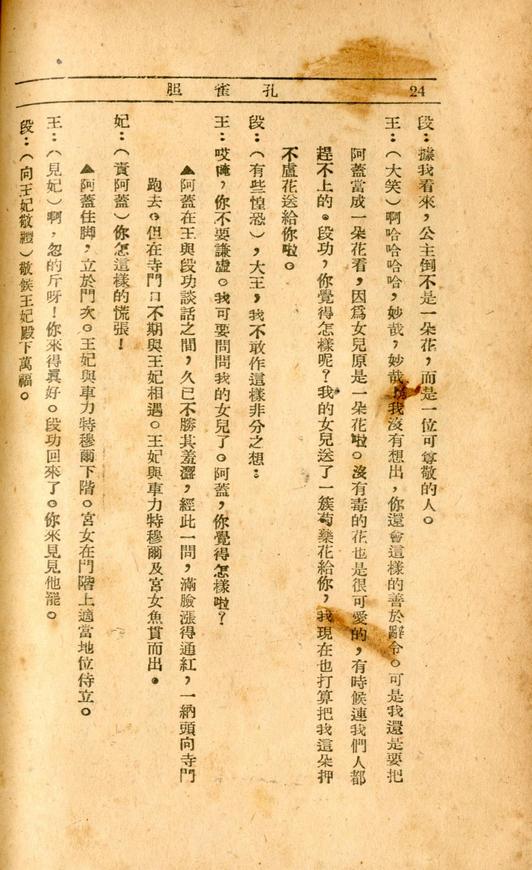 24
孔雀胆
段：據我看來，公主倒不是一朵花，而是一位可尊敬的人。
王：（大笑）啊哈哈哈哈，妙哉，妙哉，我沒有想出，你還會這樣的善於辭令。可是我還是要把
阿蓋當成一朵花看，因爲女兒原是一朵花啦。沒有毒的花也是很可愛的，有時候連我們人都
趕不上的。段功，你覺得怎樣呢？我的女兒送了一簇芍藥花給你，我現在也打算把我這朵押
不盧花送給你啦。
段：（有些惶恐），大王，我不敢作這樣非分之想…
王：哎唵，你不要謙虛。我可要問問我的女兒了。阿蓋，你覺得怎樣啦？
▲阿蓋在王與段功談話之間，久已不勝其羞澀，經此一問，滿臉漲得通紅，一納頭向寺門
跑去。但在寺門口不期與王妃相遇。王妃與車力特穆爾及宮女魚貫而出。
妃：（責阿蓋）你怎這樣的慌張！
▲阿蓋住脚，立於門次。王妃與車力特穆爾下階。宮女在門階上適當地位侍立。
王：（見妃）啊，忽的斤呀！你來得眞好。段功回來了。你來見見他罷。
段：（向王妃敬禮）敬候王妃殿下萬福。